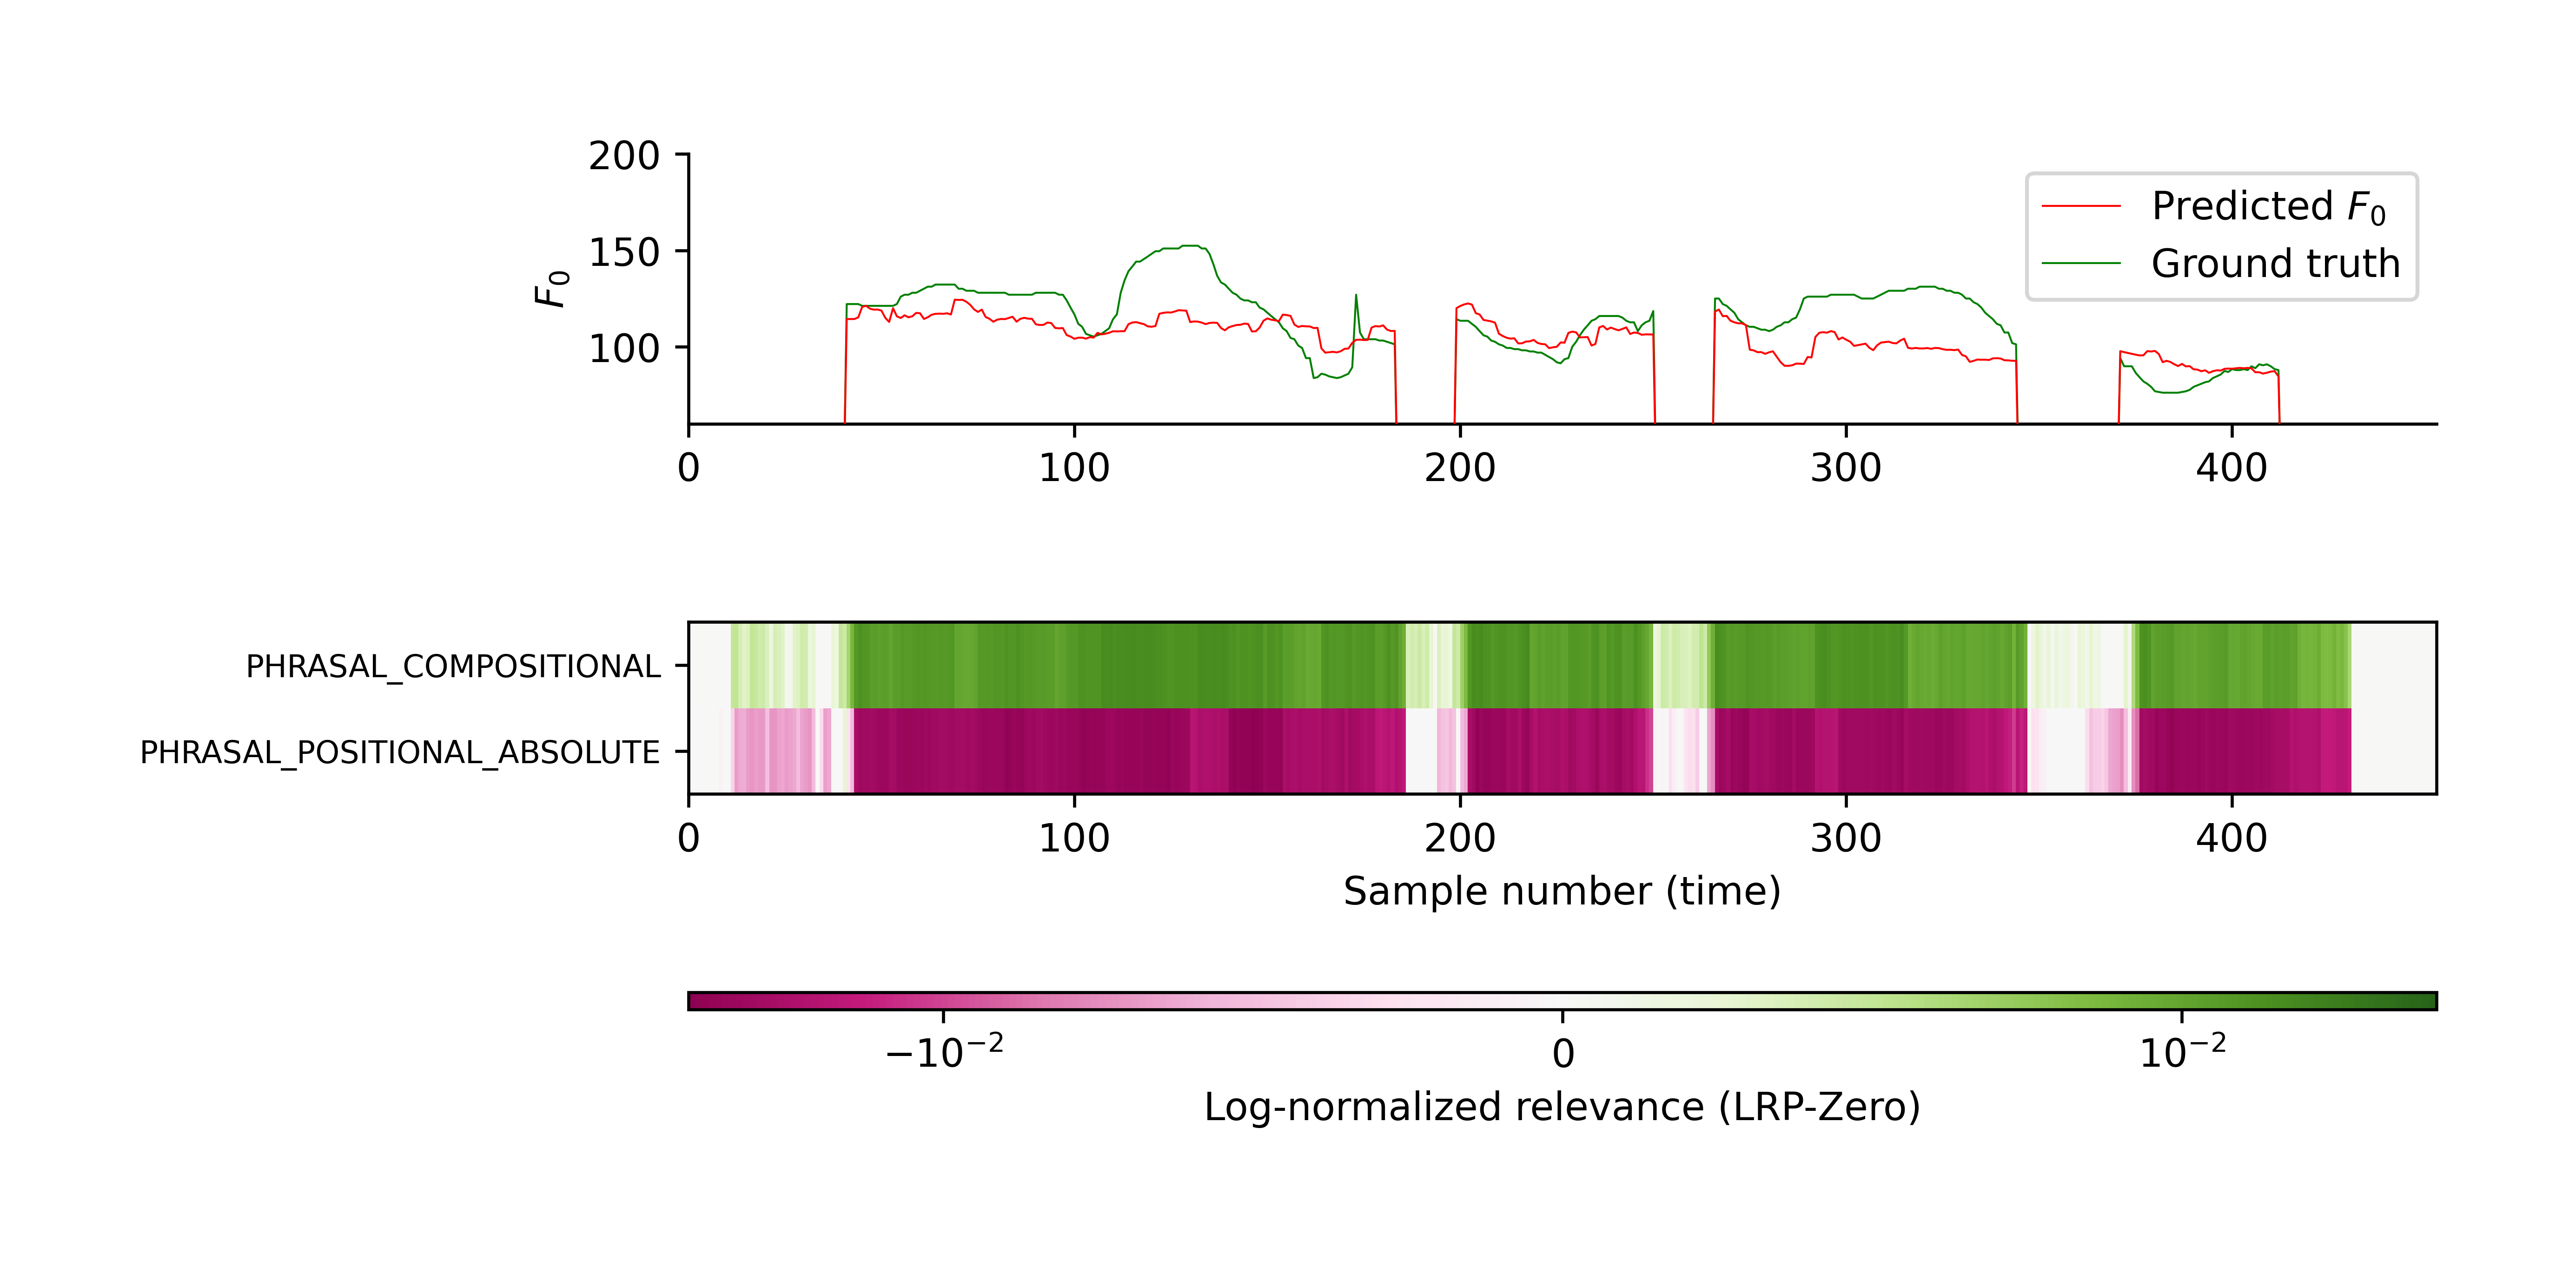 200
150
100
F₀
Predicted F₀
Ground truth
0 100 200 300 400
PHRASAL_COMPOSITIONAL
PHRASAL_POSITIONAL_ABSOLUTE
0 100 200 300 400
Sample number (time)
−10⁻² 0 10⁻²
Log-normalized relevance (LRP-Zero)